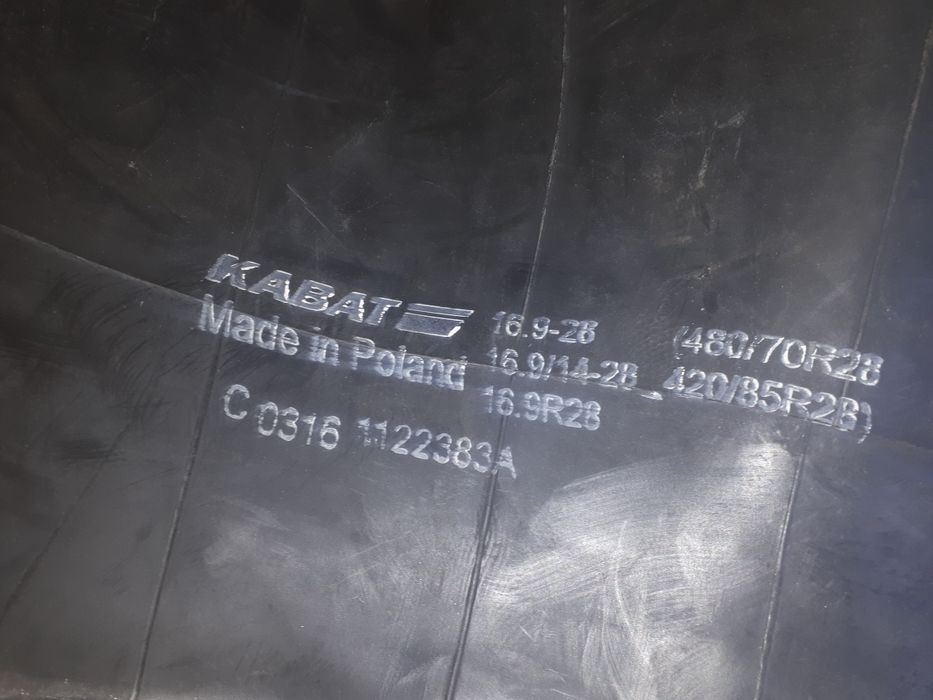 KABAT 16.9-28 (480/70R28
Made in Poland 16.9/14-28 420/85R28)
16.9R28
C 0316 1122383A